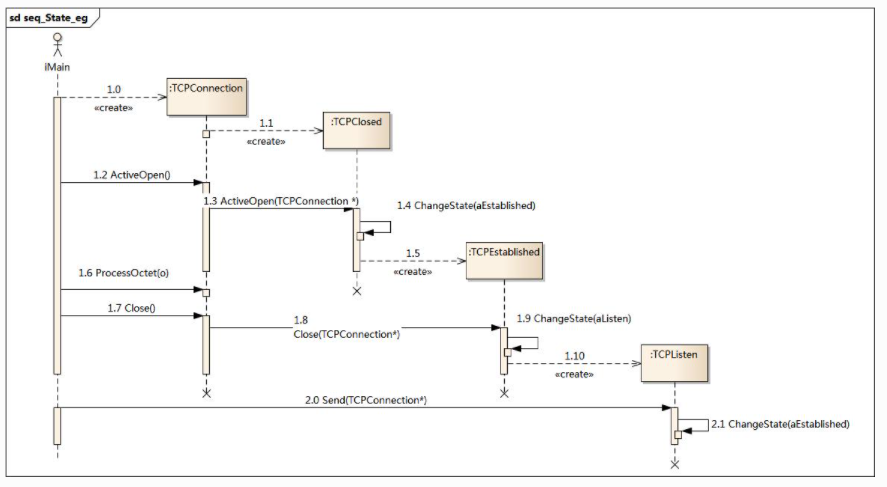 sd seq_State_eg
iMain
1.0
«create»
:TCPConnection
1.1
«create»
:TCPClosed
1.2 ActiveOpen()
1.3 ActiveOpen(TCPConnection *)
1.4 ChangeState(aEstablished)
1.5
«create»
:TCPEstablished
1.6 ProcessOctet(o)
1.7 Close()
1.8
Close(TCPConnection*)
1.9 ChangeState(aListen)
1.10
«create»
:TCPListen
2.0 Send(TCPConnection*)
2.1 ChangeState(aEstablished)